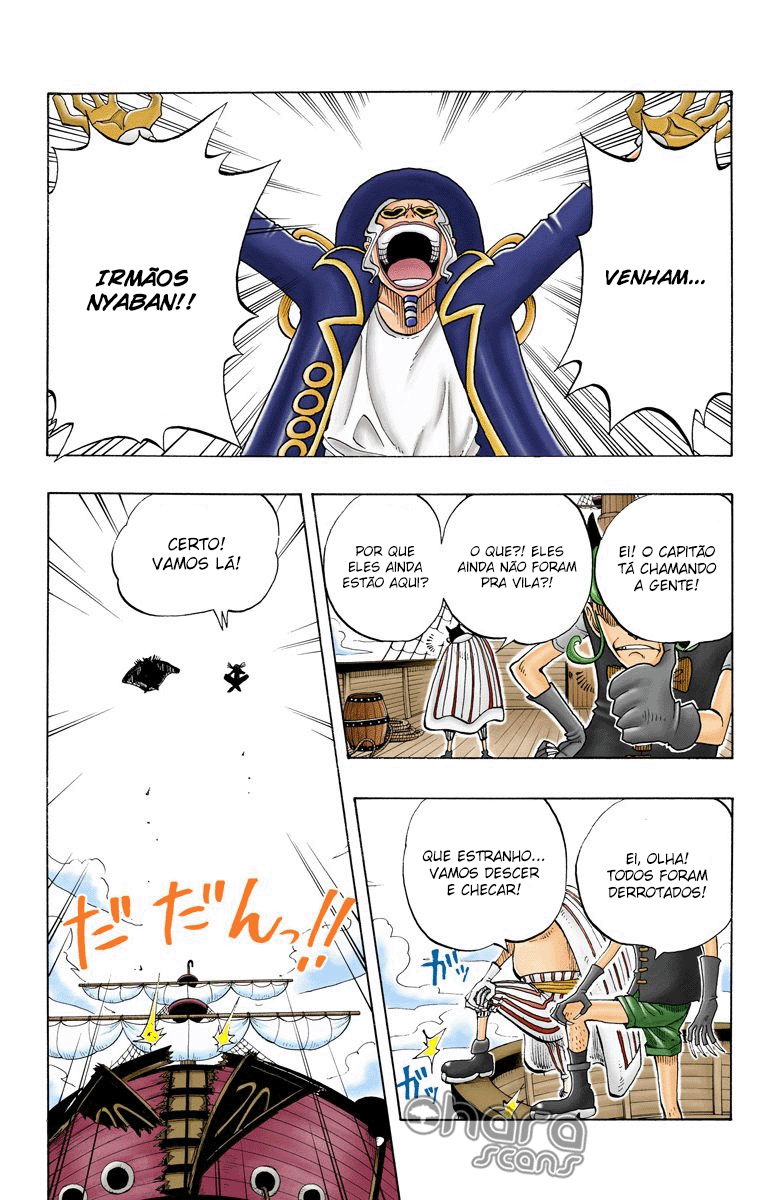 VENHAM...
IRMÃOS
NYABAN!!
EI! O CAPITÃO
TÁ CHAMANDO
A GENTE!
O QUE?! ELES
AINDA NÃO FORAM
PRA VILA?!
POR QUE
ELES AINDA
ESTÃO AQUI?
EI, OLHA!
TODOS FORAM
DERROTADOS!
QUE ESTRANHO...
VAMOS DESCER
E CHECAR!
ガッ
ガッ
CERTO!
VAMOS LÁ!
だだんっ!!
Ohara
scans